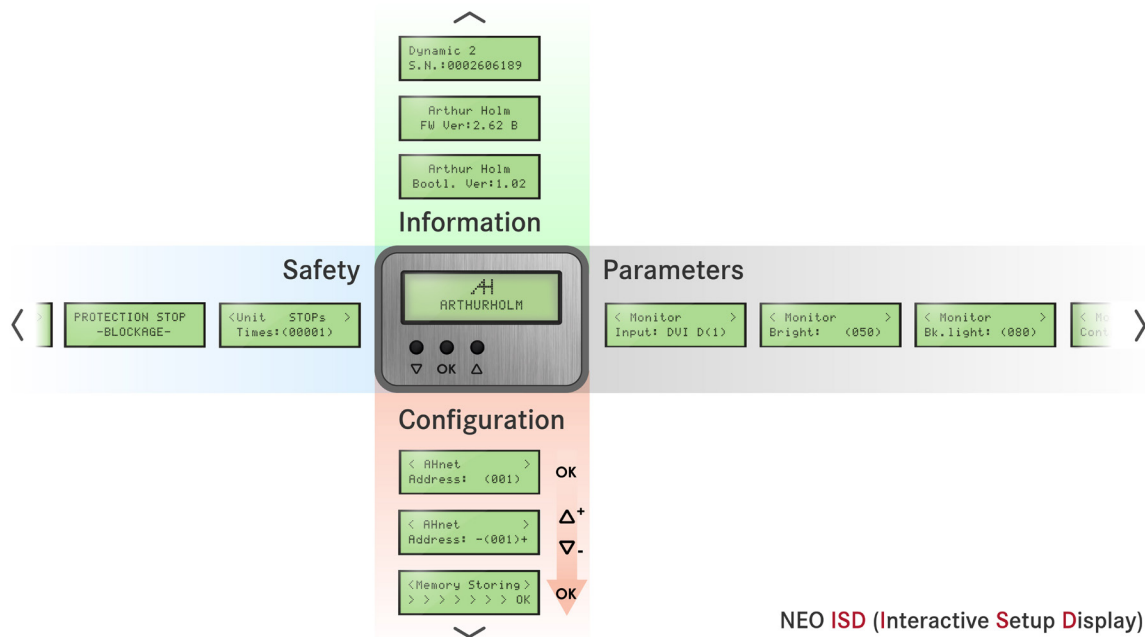 Dynamic 2
S.N.:0002606189
Arthur Holm
FW Ver:2.62 B
Arthur Holm
Bootl. Ver:1.02
Information
Safety
PROTECTION STOP
-BLOCKAGE-
<Unit STOPs >
Times:(00001)
ARTHURHOLM
OK
Parameters
< Monitor >
Input: DVI D(1)
< Monitor >
Bright: (050)
< Monitor >
Bk.light: (080)
Configuration
< AHnet >
Address: (001)
OK
< AHnet >
Address: -(001)+
+
-
<Memory Storing>
> > > > > > > OK
OK
NEO ISD (Interactive Setup Display)